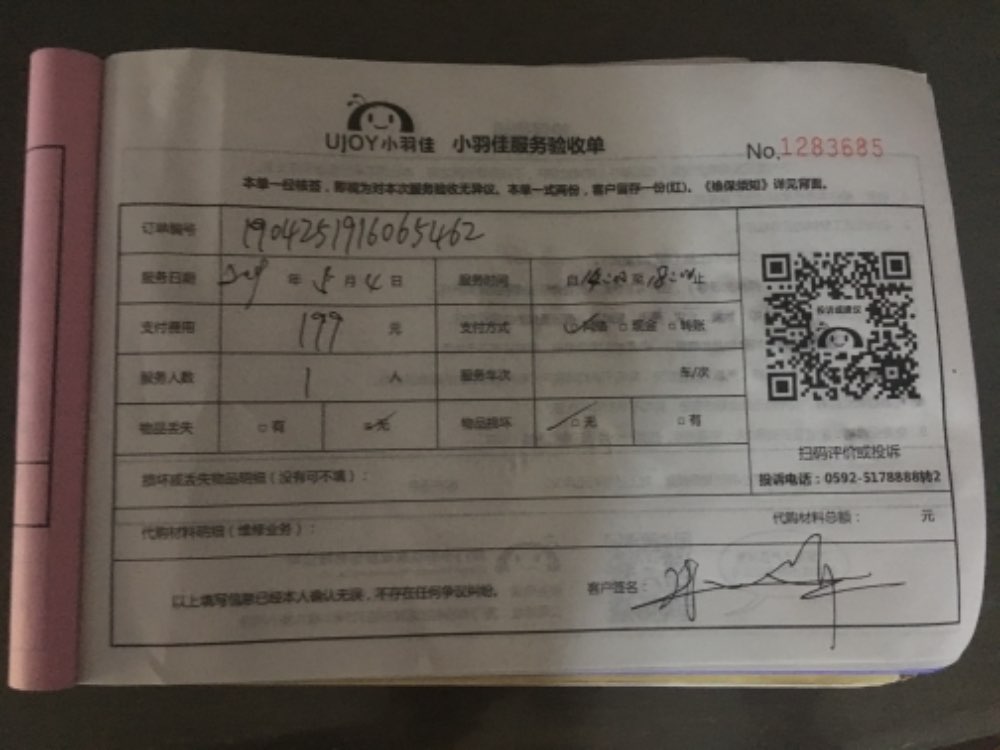 UJOY小羽佳 小羽佳服务验收单
No.1283685
本单一经核签，即视为对本次服务验收无异议。本单一式两份，客户留存一份(红)。《维保须知》详见背面。
订单编号 1904251916065462
服务日期 年 5 月 4 日 服务时间 自 14:00 至 18:00 止
支付费用 199 元 支付方式 网络 □现金 □转账
服务人数 1 人 服务车次 车/次
物品丢失 □有 ☑无 物品损坏 □无 □有
投诉或建议
扫码评价或投诉
投诉电话：0592-5178888转2
损坏或丢失物品明细（没有可不填）：
代购材料明细（维修业务）： 代购材料总额： 元
以上填写信息已经本人确认无误，不存在任何争议纠纷。 客户签名：